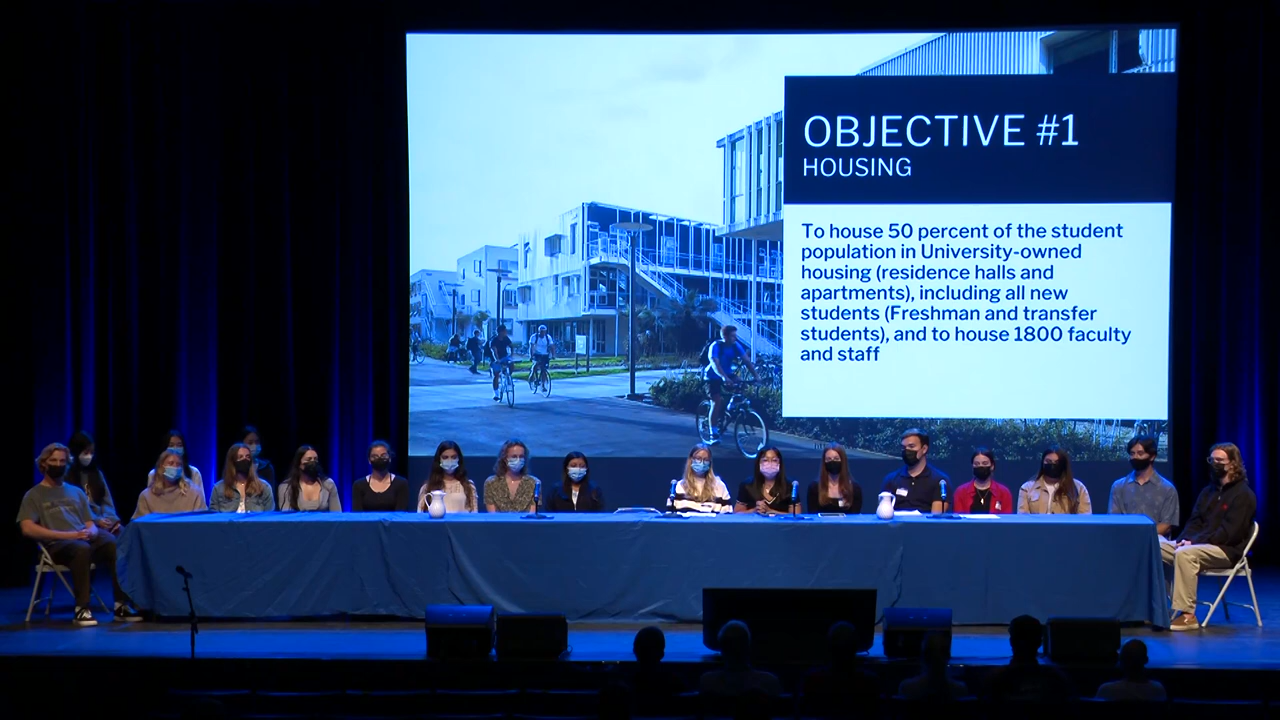 OBJECTIVE #1
HOUSING
To house 50 percent of the student
population in University-owned
housing (residence halls and
apartments), including all new
students (Freshman and transfer
students), and to house 1800 faculty
and staff